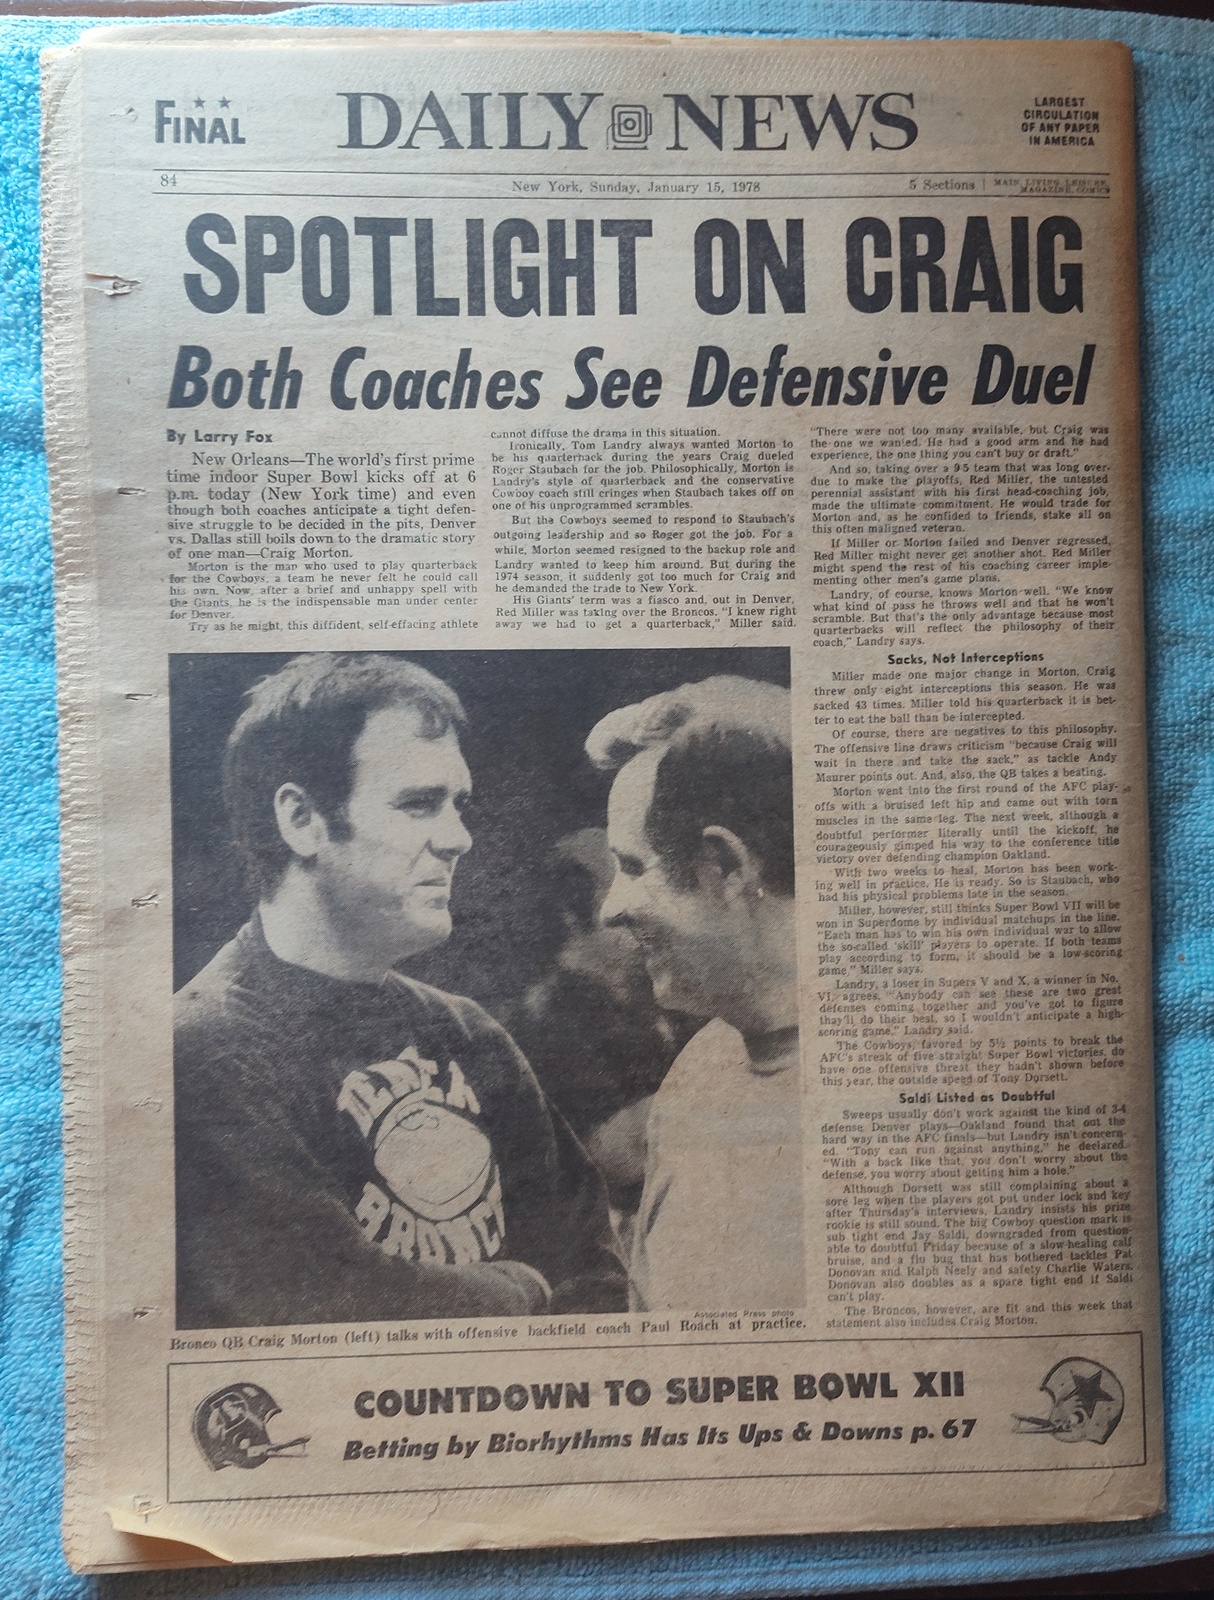 FINAL
DAILY NEWS
LARGEST
CIRCULATION
OF ANY PAPER
IN AMERICA
84
New York, Sunday, January 15, 1978
5 Sections
MAIN, LIVING, LEISURE,
MAGAZINE, COMICS
SPOTLIGHT ON CRAIG
Both Coaches See Defensive Duel
By Larry Fox
New Orleans—The world's first prime
time indoor Super Bowl kicks off at 6
p.m. today (New York time) and even
though both coaches anticipate a tight defen-
sive struggle to be decided in the pits, Denver
vs. Dallas still boils down to the dramatic story
of one man—Craig Morton.
Morton is the man who used to play quarterback
for the Cowboys, a team he never felt he could call
his own. Now, after a brief and unhappy spell with
the Giants, he is the indispensable man under center
for Denver.
Try as he might, this diffident, self-effacing athlete
cannot diffuse the drama in this situation.
Ironically, Tom Landry always wanted Morton to
be his quarterback during the years Craig dueled
Roger Staubach for the job. Philosophically, Morton is
Landry's style of quarterback and the conservative
Cowboy coach still cringes when Staubach takes off on
one of his unprogrammed scrambles.
But the Cowboys seemed to respond to Staubach's
outgoing leadership and so Roger got the job. For a
while, Morton seemed resigned to the backup role and
Landry wanted to keep him around. But during the
1974 season, it suddenly got too much for Craig and
he demanded the trade to New York.
His Giants' term was a fiasco and, out in Denver,
Red Miller was taking over the Broncos. "I knew right
away we had to get a quarterback," Miller said.
"There were not too many available, but Craig was
the one we wanted. He had a good arm and he had
experience, the one thing you can't buy or draft."
And so, taking over a 9-5 team that was long over-
due to make the playoffs, Red Miller, the untested
perennial assistant with his first head-coaching job,
made the ultimate commitment. He would trade for
Morton and, as he confided to friends, stake all on
this often maligned veteran.
If Miller or Morton failed and Denver regressed,
Red Miller might never get another shot. Red Miller
might spend the rest of his coaching career imple-
menting other men's game plans.
Landry, of course, knows Morton well. "We know
what kind of pass he throws well and that he won't
scramble. But that's the only advantage because most
quarterbacks will reflect the philosophy of their
coach," Landry says.
Sacks, Not Interceptions
Miller made one major change in Morton. Craig
threw only eight interceptions this season. He was
sacked 43 times. Miller told his quarterback it is bet-
ter to eat the ball than be intercepted.
Of course, there are negatives to this philosophy.
The offensive line draws criticism "because Craig will
wait in there and take the sack," as tackle Andy
Maurer points out. And, also, the QB takes a beating.
Morton went into the first round of the AFC play-
offs with a bruised left hip and came out with torn
muscles in the same leg. The next week, although a
doubtful performer literally until the kickoff, he
courageously gimped his way to the conference title
victory over defending champion Oakland.
With two weeks to heal, Morton has been work-
ing well in practice. He is ready. So is Staubach, who
had his physical problems late in the season.
Miller, however, still thinks Super Bowl VII will be
won in Superdome by individual matchups in the line.
"Each man has to win his own individual war to allow
the so-called 'skill' players to operate. If both teams
play according to form, it should be a low-scoring
game," Miller says.
Landry, a loser in Supers V and X, a winner in No.
VI, agrees. "Anybody can see these are two great
defenses coming together and you've got to figure
thay'll do their best, so I wouldn't anticipate a high-
scoring game," Landry said.
The Cowboys, favored by 5½ points to break the
AFC's streak of five straight Super Bowl victories, do
have one offensive threat they hadn't shown before
this year, the outside speed of Tony Dorsett.
Saldi Listed as Doubtful
Sweeps usually don't work against the kind of 3-4
defense Denver plays—Oakland found that out the
hard way in the AFC finals—but Landry isn't concern-
ed. "Tony can run against anything," he declared.
"With a back like that, you don't worry about the
defense, you worry about getting him a hole."
Although Dorsett was still complaining about a
sore leg when the players got put under lock and key
after Thursday's interviews, Landry insists his prize
rookie is still sound. The big Cowboy question mark is
sub tight end Jay Saldi, downgraded from question-
able to doubtful Friday because of a slow-healing calf
bruise, and a flu bug that has bothered tackles Pat
Donovan and Ralph Neely and safety Charlie Waters.
Donovan also doubles as a space tight end if Saldi
can't play.
The Broncos, however, are fit and this week that
statement also includes Craig Morton.
Associated Press photo
Bronco QB Craig Morton (left) talks with offensive backfield coach Paul Roach at practice.
COUNTDOWN TO SUPER BOWL XII
Betting by Biorhythms Has Its Ups & Downs p. 67